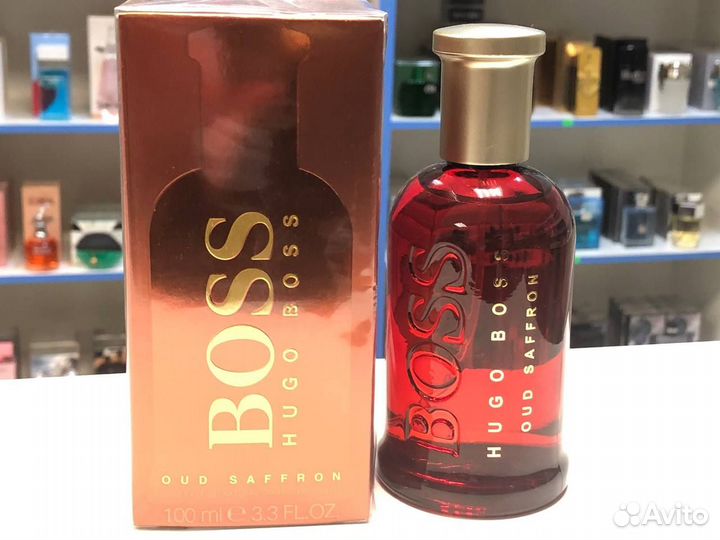 BOSS
HUGO BOSS
OUD SAFFRON
100 ml e 3.3 FL.OZ.
BOSS
HUGO BOSS
OUD SAFFRON
Avito